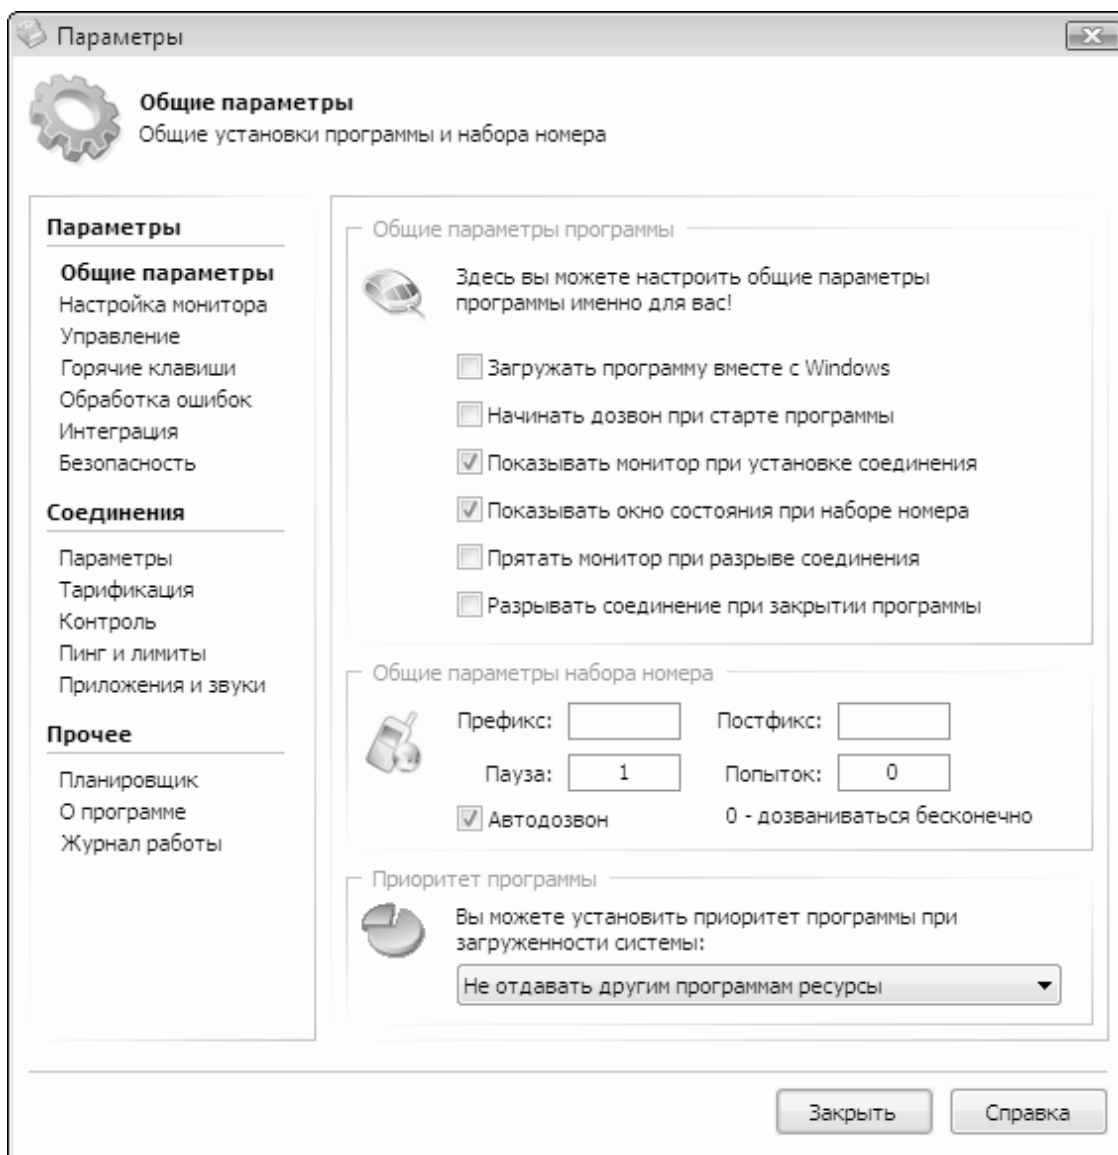 Параметры
Общие параметры
Общие установки программы и набора номера
Параметры
Общие параметры
Настройка монитора
Управление
Горячие клавиши
Обработка ошибок
Интеграция
Безопасность
Соединения
Параметры
Тарификация
Контроль
Пинг и лимиты
Приложения и звуки
Прочее
Планировщик
О программе
Журнал работы
Общие параметры программы
Здесь вы можете настроить общие параметры
программы именно для вас!
Загружать программу вместе с Windows
Начинать дозвон при старте программы
Показывать монитор при установке соединения
Показывать окно состояния при наборе номера
Прятать монитор при разрыве соединения
Разрывать соединение при закрытии программы
Общие параметры набора номера
Префикс: Постфикс:
Пауза: 1 Попыток: 0
Автодозвон 0 - дозваниваться бесконечно
Приоритет программы
Вы можете установить приоритет программы при
загруженности системы:
Не отдавать другим программам ресурсы
Закрыть Справка